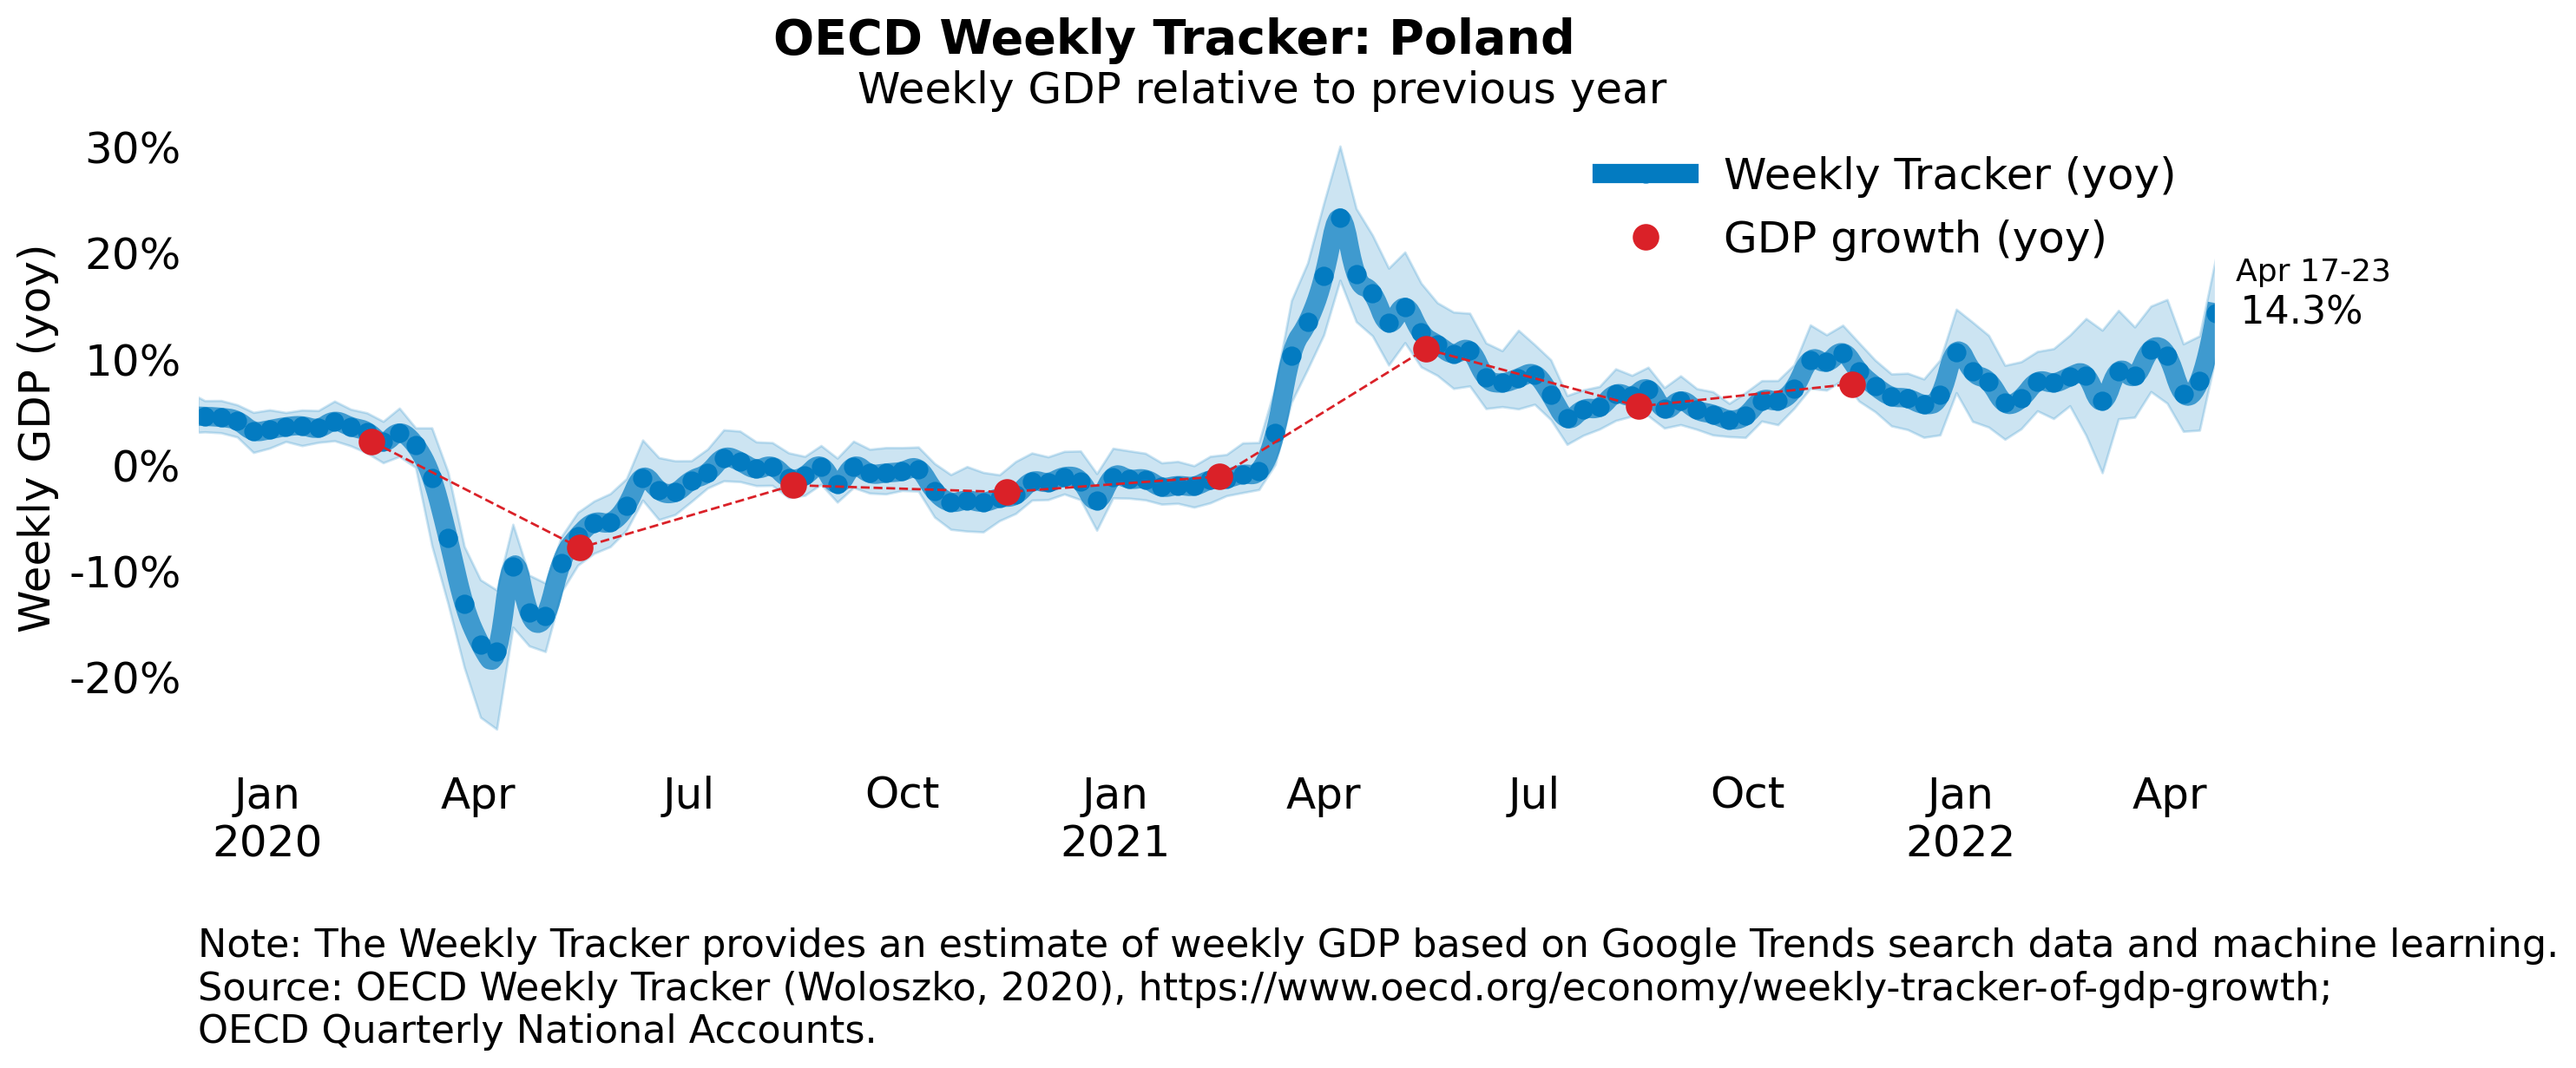 OECD Weekly Tracker: Poland
Weekly GDP relative to previous year
Weekly GDP (yoy)
30%
20%
10%
0%
-10%
-20%
Weekly Tracker (yoy)
GDP growth (yoy)
Apr 17-23
14.3%
Jan Apr Jul Oct Jan Apr Jul Oct Jan Apr
2020 2021 2022
Note: The Weekly Tracker provides an estimate of weekly GDP based on Google Trends search data and machine learning.
Source: OECD Weekly Tracker (Woloszko, 2020), https://www.oecd.org/economy/weekly-tracker-of-gdp-growth;
OECD Quarterly National Accounts.